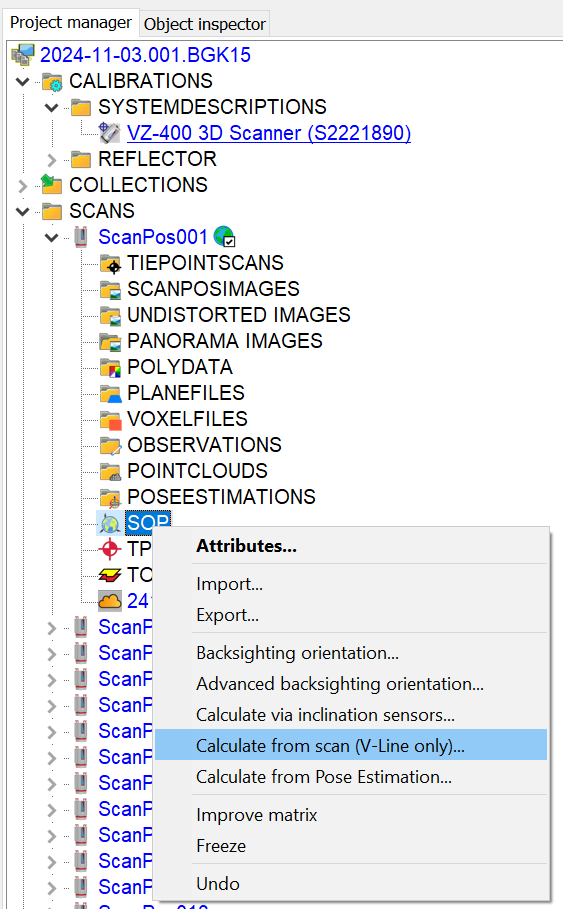 Project manager
Object inspector
2024-11-03.001.BGK15
CALIBRATIONS
SYSTEMDESCRIPTIONS
VZ-400 3D Scanner (S2221890)
REFLECTOR
COLLECTIONS
SCANS
ScanPos001
TIEPOINTSCANS
SCANPOSIMAGES
UNDISTORTED IMAGES
PANORAMA IMAGES
POLYDATA
PLANEFILES
VOXELFILES
OBSERVATIONS
POINTCLOUDS
POSEESTIMATIONS
SOP
TP
TO
24
ScanP
ScanP
ScanP
ScanP
ScanP
ScanP
ScanP
ScanP
ScanP
ScanP
ScanP
Attributes...
Import...
Export...
Backsighting orientation...
Advanced backsighting orientation...
Calculate via inclination sensors...
Calculate from scan (V-Line only)...
Calculate from Pose Estimation...
Improve matrix
Freeze
Undo